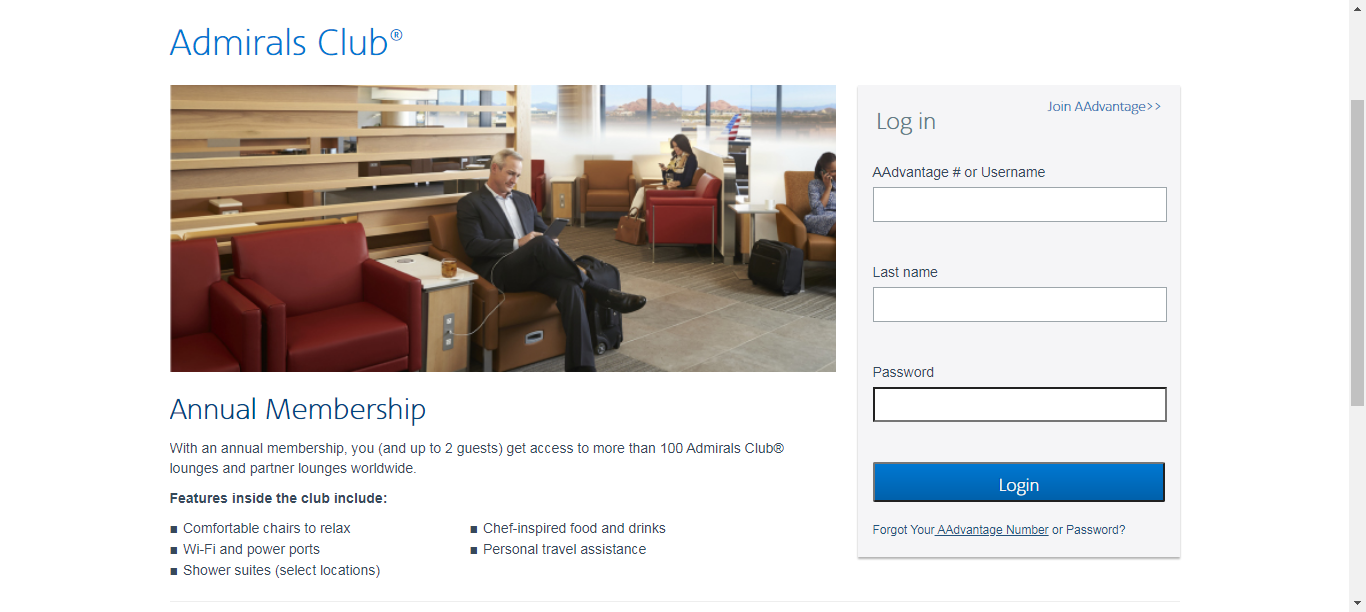 Admirals Club®
Join AAdvantage>>
Log in
AAdvantage # or Username
Last name
Password
Login
Forgot Your AAdvantage Number or Password?
Annual Membership
With an annual membership, you (and up to 2 guests) get access to more than 100 Admirals Club®
lounges and partner lounges worldwide.
Features inside the club include:
■ Comfortable chairs to relax
■ Wi-Fi and power ports
■ Shower suites (select locations)
■ Chef-inspired food and drinks
■ Personal travel assistance